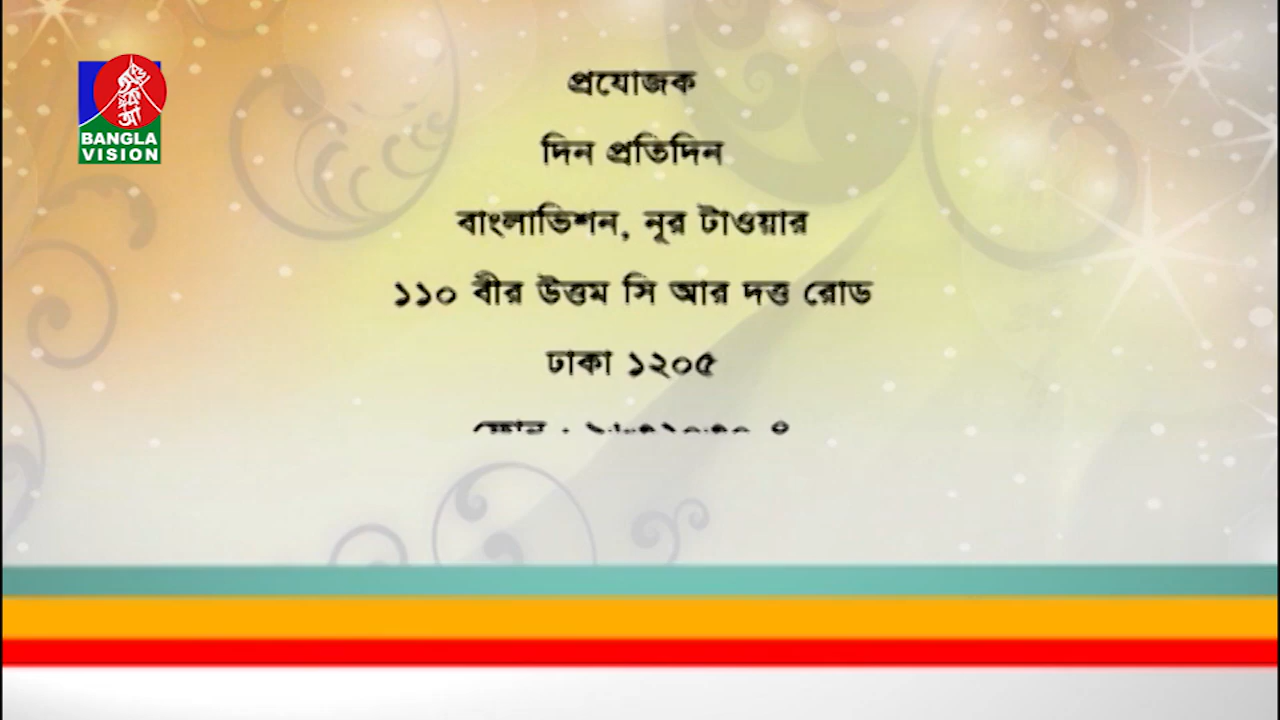 BANGLA
VISION
প্রযোজক
দিন প্রতিদিন
বাংলাভিশন, নূর টাওয়ার
১১০ বীর উত্তম সি আর দত্ত রোড
ঢাকা ১২০৫
ফোন :